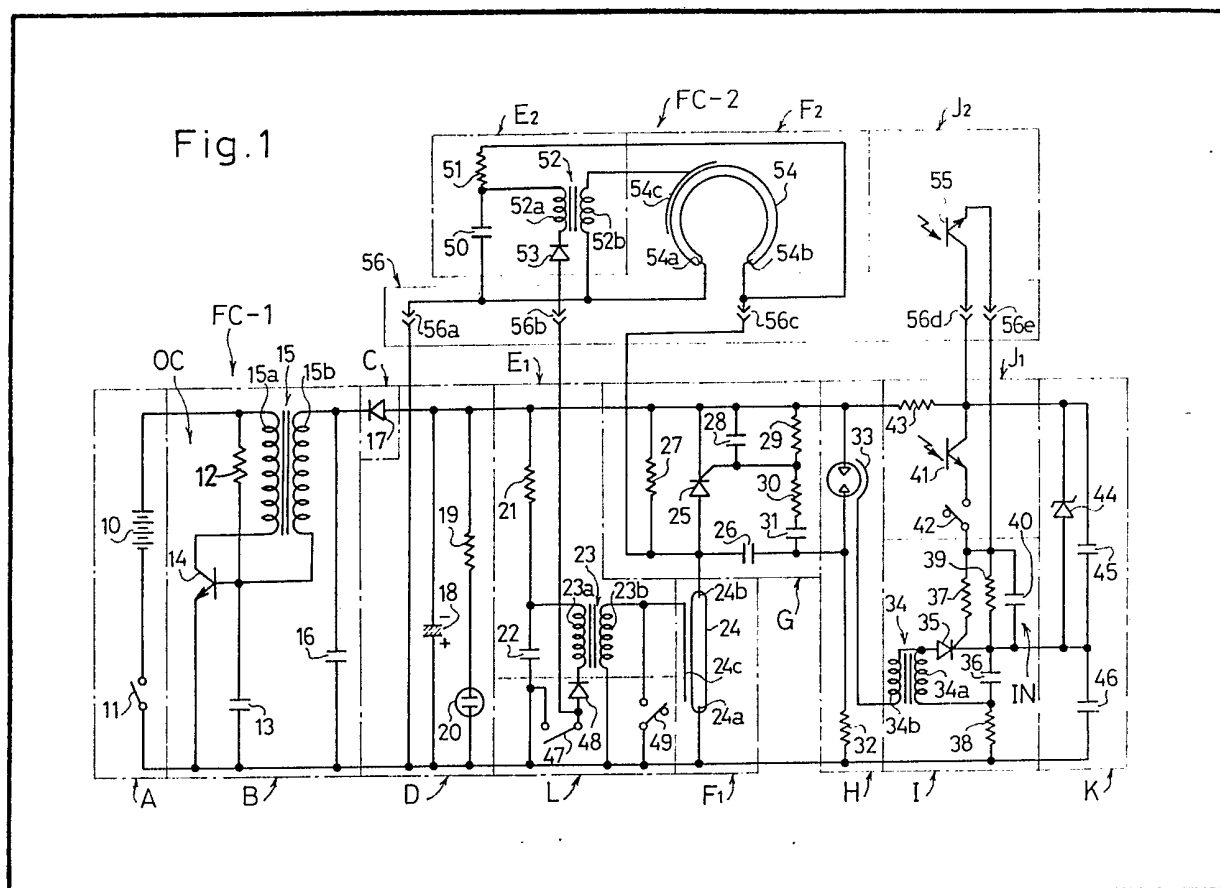 Fig.1
E2
FC-2
F2
J2
51
52
52a
52b
50
53
54c
54
54a
54b
55
56
56a
56b
56c
56d
56e
FC-1
OC
15
15a
15b
C
E1
J1
17
12
10
14
11
13
16
18
-
+
19
20
21
22
23
23a
23b
47
48
49
24b
24
24c
24a
27
25
28
29
30
31
26
G
33
32
43
41
42
40
39
37
34
35
36
34a
34b
IN
38
44
45
46
A
B
D
L
F1
H
I
K